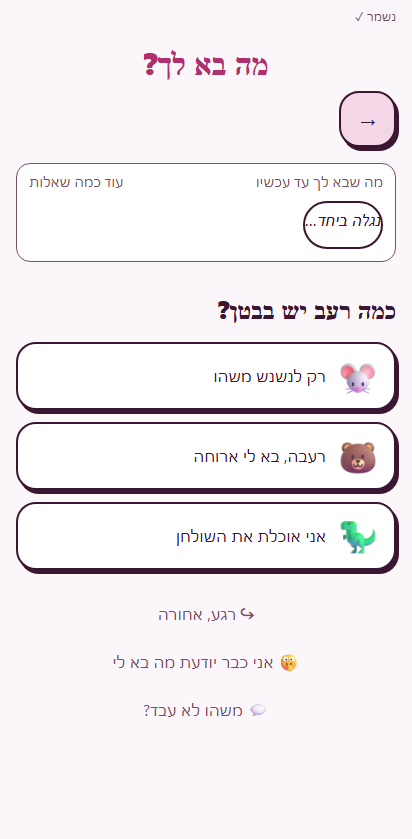 נשמר ✓
מה בא לך?
→
מה שבא לך עד עכשיו
עוד כמה שאלות
נגלה ביחד...
כמה רעב יש בבטן?
רק לנשנש משהו
רעבה, בא לי ארוחה
אני אוכלת את השולחן
↪ רגע, אחורה
אני כבר יודעת מה בא לי
משהו לא עבד?